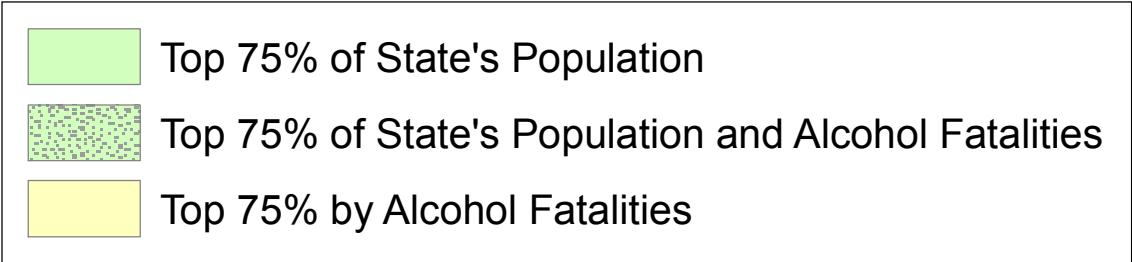 Top 75% of State's Population
Top 75% of State's Population and Alcohol Fatalities
Top 75% by Alcohol Fatalities